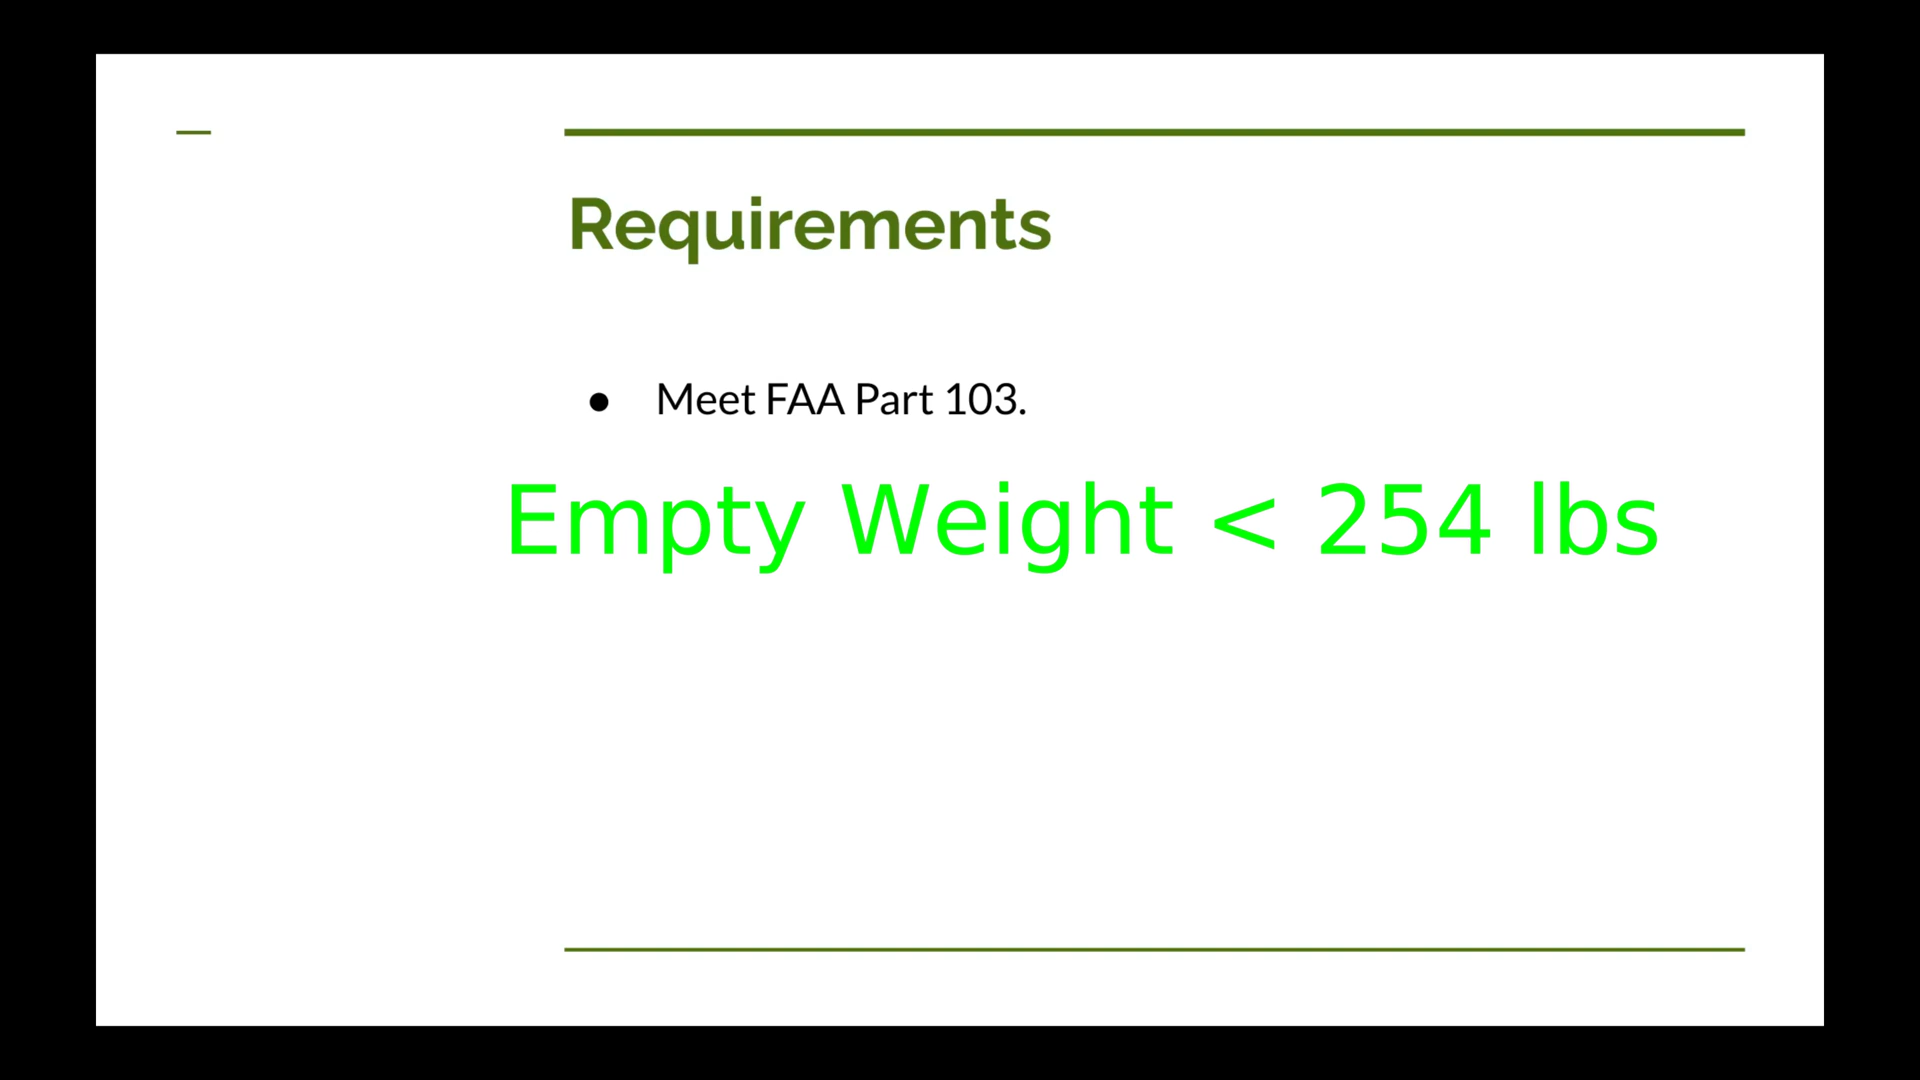 Requirements
● Meet FAA Part 103.
Empty Weight < 254 lbs